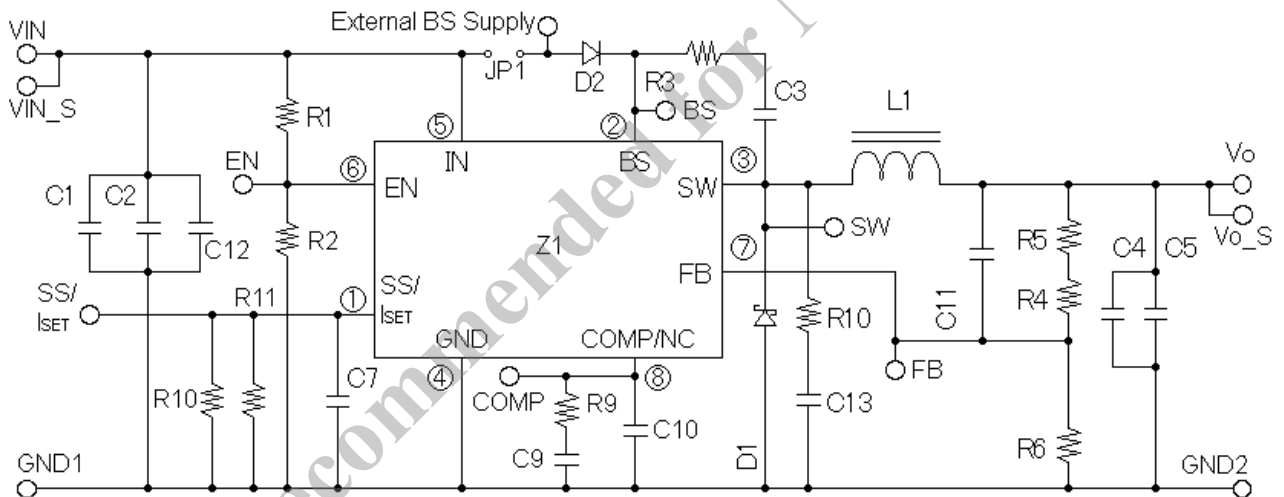 VIN
VIN_S
External BS Supply
JP1
D2
R3
C3
BS
L1
R1
⑤
②
③
IN
BS
EN
⑥
EN
SW
Vo
Vo_S
C1
C2
C12
R2
Z1
SW
⑦
FB
R5
C4
C5
SS/
ISET
R11
①
SS/
ISET
R10
C11
R4
GND
COMP/NC
④
⑧
FB
R10
C7
COMP
R9
C10
C13
C9
D1
R6
GND1
GND2
ecommended for